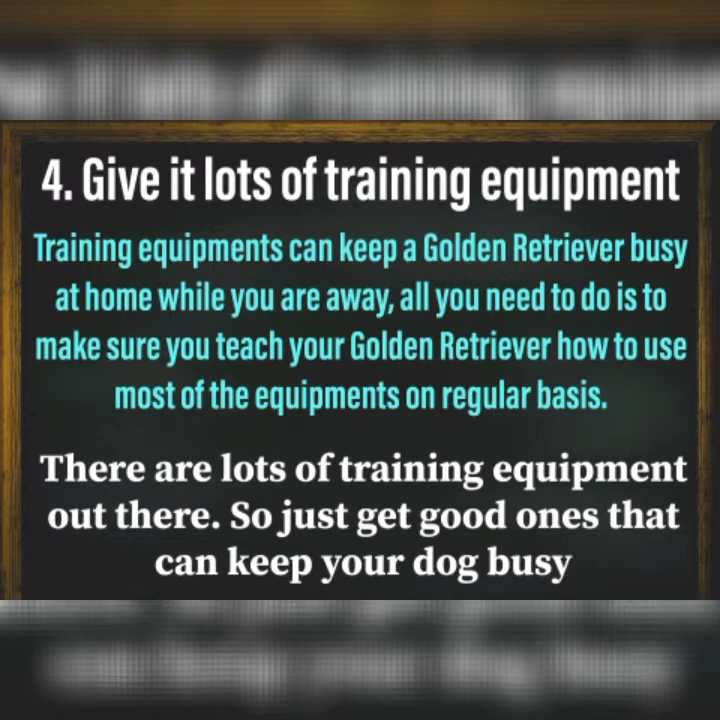 4. Give it lots of training equipment
Training equipments can keep a Golden Retriever busy
at home while you are away, all you need to do is to
make sure you teach your Golden Retriever how to use
most of the equipments on regular basis.
There are lots of training equipment
out there. So just get good ones that
can keep your dog busy